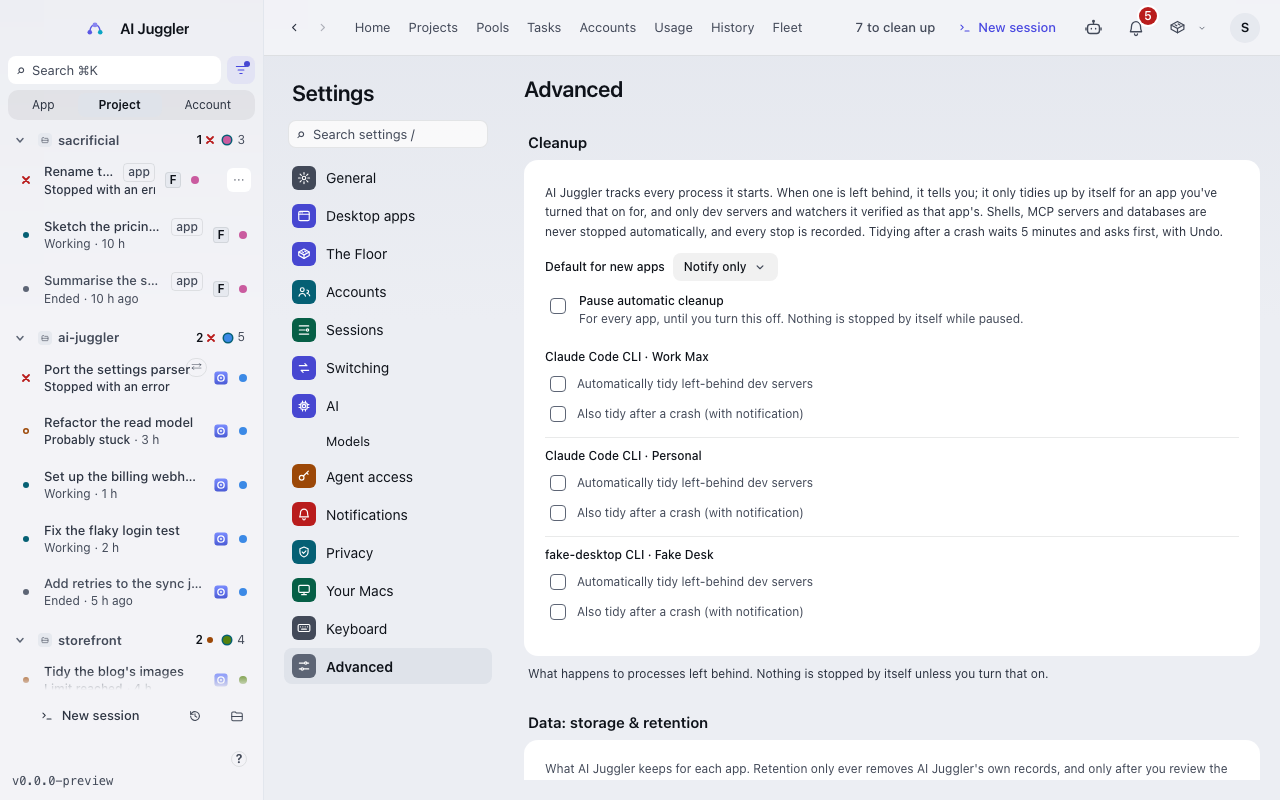 AI Juggler
Search ⌘K
App Project Account
sacrificial 1 3
Rename t... app F
Stopped with an err
Sketch the pricin... app F
Working · 10 h
Summarise the s... app F
Ended · 10 h ago
ai-juggler 2 5
Port the settings parser
Stopped with an error
Refactor the read model
Probably stuck · 3 h
Set up the billing webh...
Working · 1 h
Fix the flaky login test
Working · 2 h
Add retries to the sync j...
Ended · 5 h ago
storefront 2 4
Tidy the blog's images
New session
?
v0.0.0-preview
Home Projects Pools Tasks Accounts Usage History Fleet 7 to clean up New session 5 S
Settings
Search settings /
General
Desktop apps
The Floor
Accounts
Sessions
Switching
AI
Models
Agent access
Notifications
Privacy
Your Macs
Keyboard
Advanced
Advanced
Cleanup
AI Juggler tracks every process it starts. When one is left behind, it tells you; it only tidies up by itself for an app you've
turned that on for, and only dev servers and watchers it verified as that app's. Shells, MCP servers and databases are
never stopped automatically, and every stop is recorded. Tidying after a crash waits 5 minutes and asks first, with Undo.
Default for new apps Notify only
Pause automatic cleanup
For every app, until you turn this off. Nothing is stopped by itself while paused.
Claude Code CLI · Work Max
Automatically tidy left-behind dev servers
Also tidy after a crash (with notification)
Claude Code CLI · Personal
Automatically tidy left-behind dev servers
Also tidy after a crash (with notification)
fake-desktop CLI · Fake Desk
Automatically tidy left-behind dev servers
Also tidy after a crash (with notification)
What happens to processes left behind. Nothing is stopped by itself unless you turn that on.
Data: storage & retention
What AI Juggler keeps for each app. Retention only ever removes AI Juggler's own records, and only after you review the